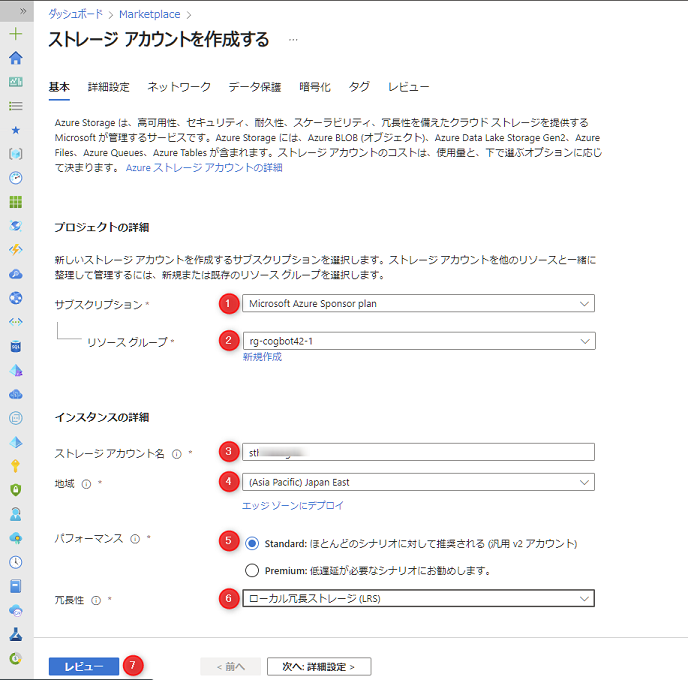 »
ダッシュボード > Marketplace >
ストレージ アカウントを作成する ...
基本 詳細設定 ネットワーク データ保護 暗号化 タグ レビュー
Azure Storage は、高可用性、セキュリティ、耐久性、スケーラビリティ、冗長性を備えたクラウド ストレージを提供する
Microsoft が管理するサービスです。Azure Storage には、Azure BLOB (オブジェクト)、Azure Data Lake Storage Gen2、Azure
Files、Azure Queues、Azure Tables が含まれます。ストレージ アカウントのコストは、使用量と、下で選ぶオプションに応じ
て決まります。 Azure ストレージ アカウントの詳細
プロジェクトの詳細
新しいストレージ アカウントを作成するサブスクリプションを選択します。ストレージ アカウントを他のリソースと一緒に
整理して管理するには、新規または既存のリソース グループを選択します。
サブスクリプション * 1 Microsoft Azure Sponsor plan
リソース グループ * 2 rg-cogbot42-1
新規作成
インスタンスの詳細
ストレージ アカウント名 * 3
地域 * 4 (Asia Pacific) Japan East
エッジ ゾーンにデプロイ
パフォーマンス * 5 Standard: ほとんどのシナリオに対して推奨される (汎用 v2 アカウント)
Premium: 低遅延が必要なシナリオにお勧めします。
冗長性 * 6 ローカル冗長ストレージ (LRS)
レビュー 7 < 前へ 次へ: 詳細設定 >